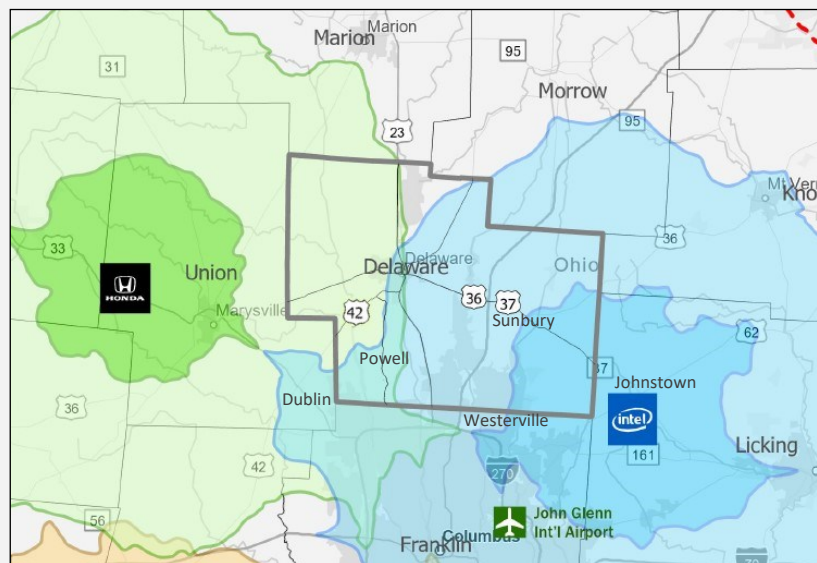 Marion
Marion
95
31
Morrow
23
95
Mt Ver
Kno
36
33
HONDA
Union
Delaware
Delaware
Ohio
Marysville
42
36
37
Sunbury
62
Powell
37
Johnstown
Dublin
36
Westerville
intel
Licking
42
161
270
56
John Glenn
Int'l Airport
Columbus
Franklin
70